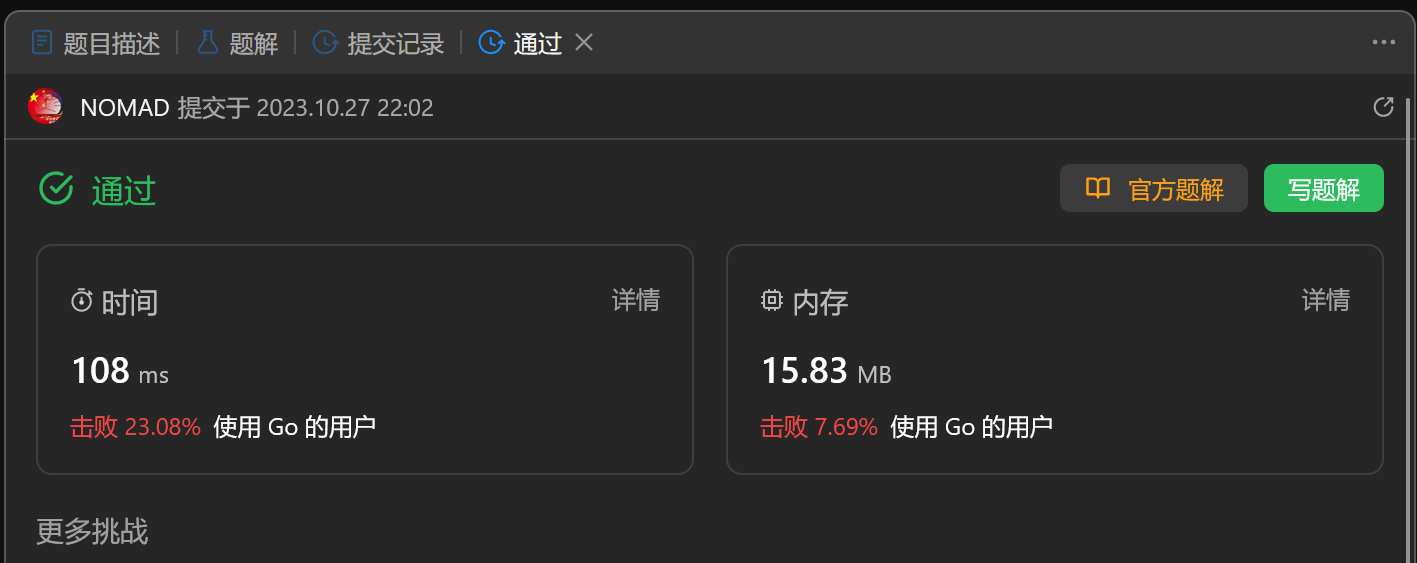 题目描述 题解 提交记录 通过
NOMAD 提交于 2023.10.27 22:02
通过 官方题解 写题解
时间 详情
108 ms
击败 23.08% 使用 Go 的用户
内存 详情
15.83 MB
击败 7.69% 使用 Go 的用户
更多挑战